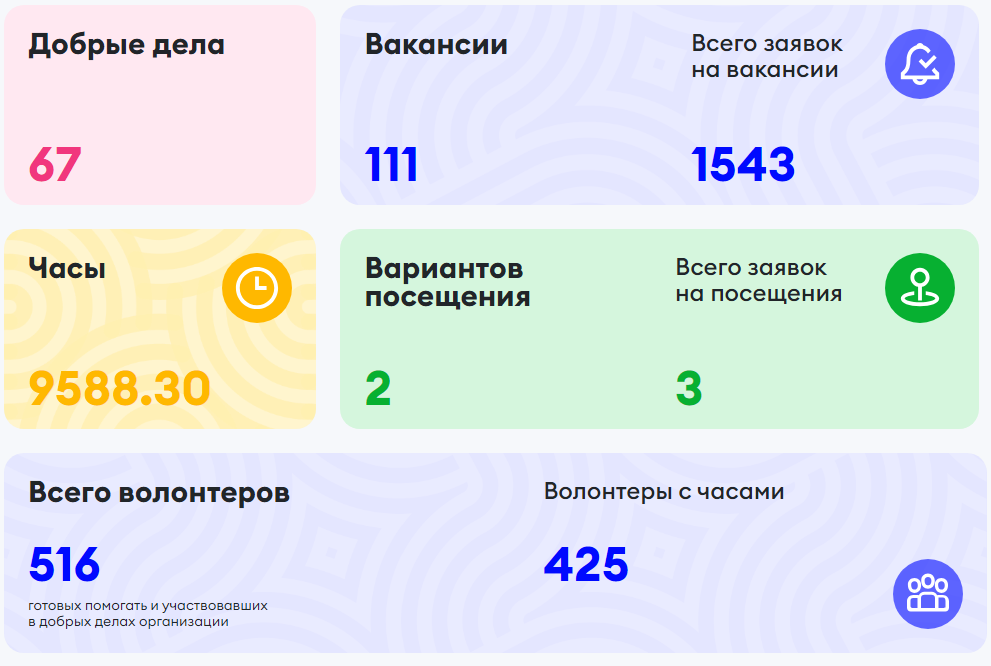 Добрые дела
67
Вакансии
111
Всего заявок
на вакансии
1543
Часы
9588.30
Вариантов
посещения
2
Всего заявок
на посещения
3
Всего волонтеров
516
готовых помогать и участвовавших
в добрых делах организации
Волонтеры с часами
425